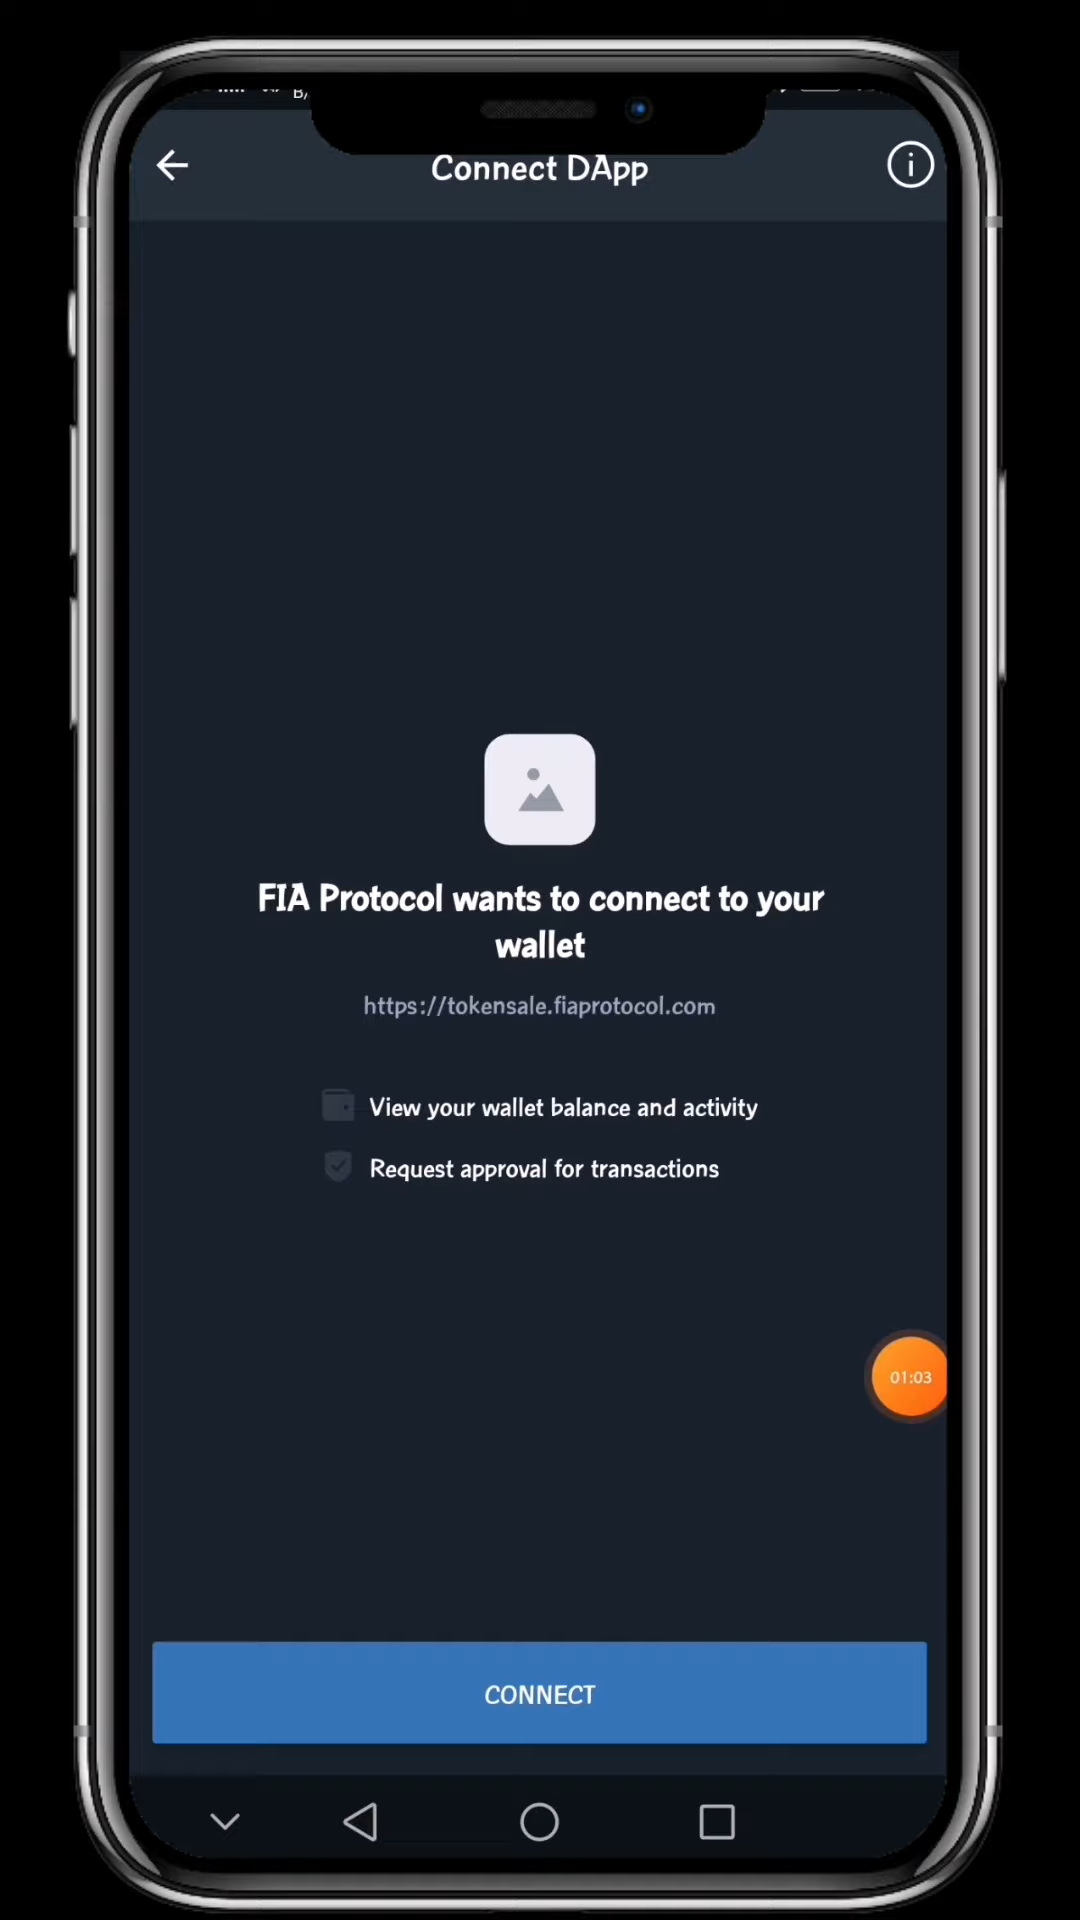 B/
Connect DApp
FIA Protocol wants to connect to your
wallet
https://tokensale.fiaprotocol.com
View your wallet balance and activity
Request approval for transactions
01:03
CONNECT